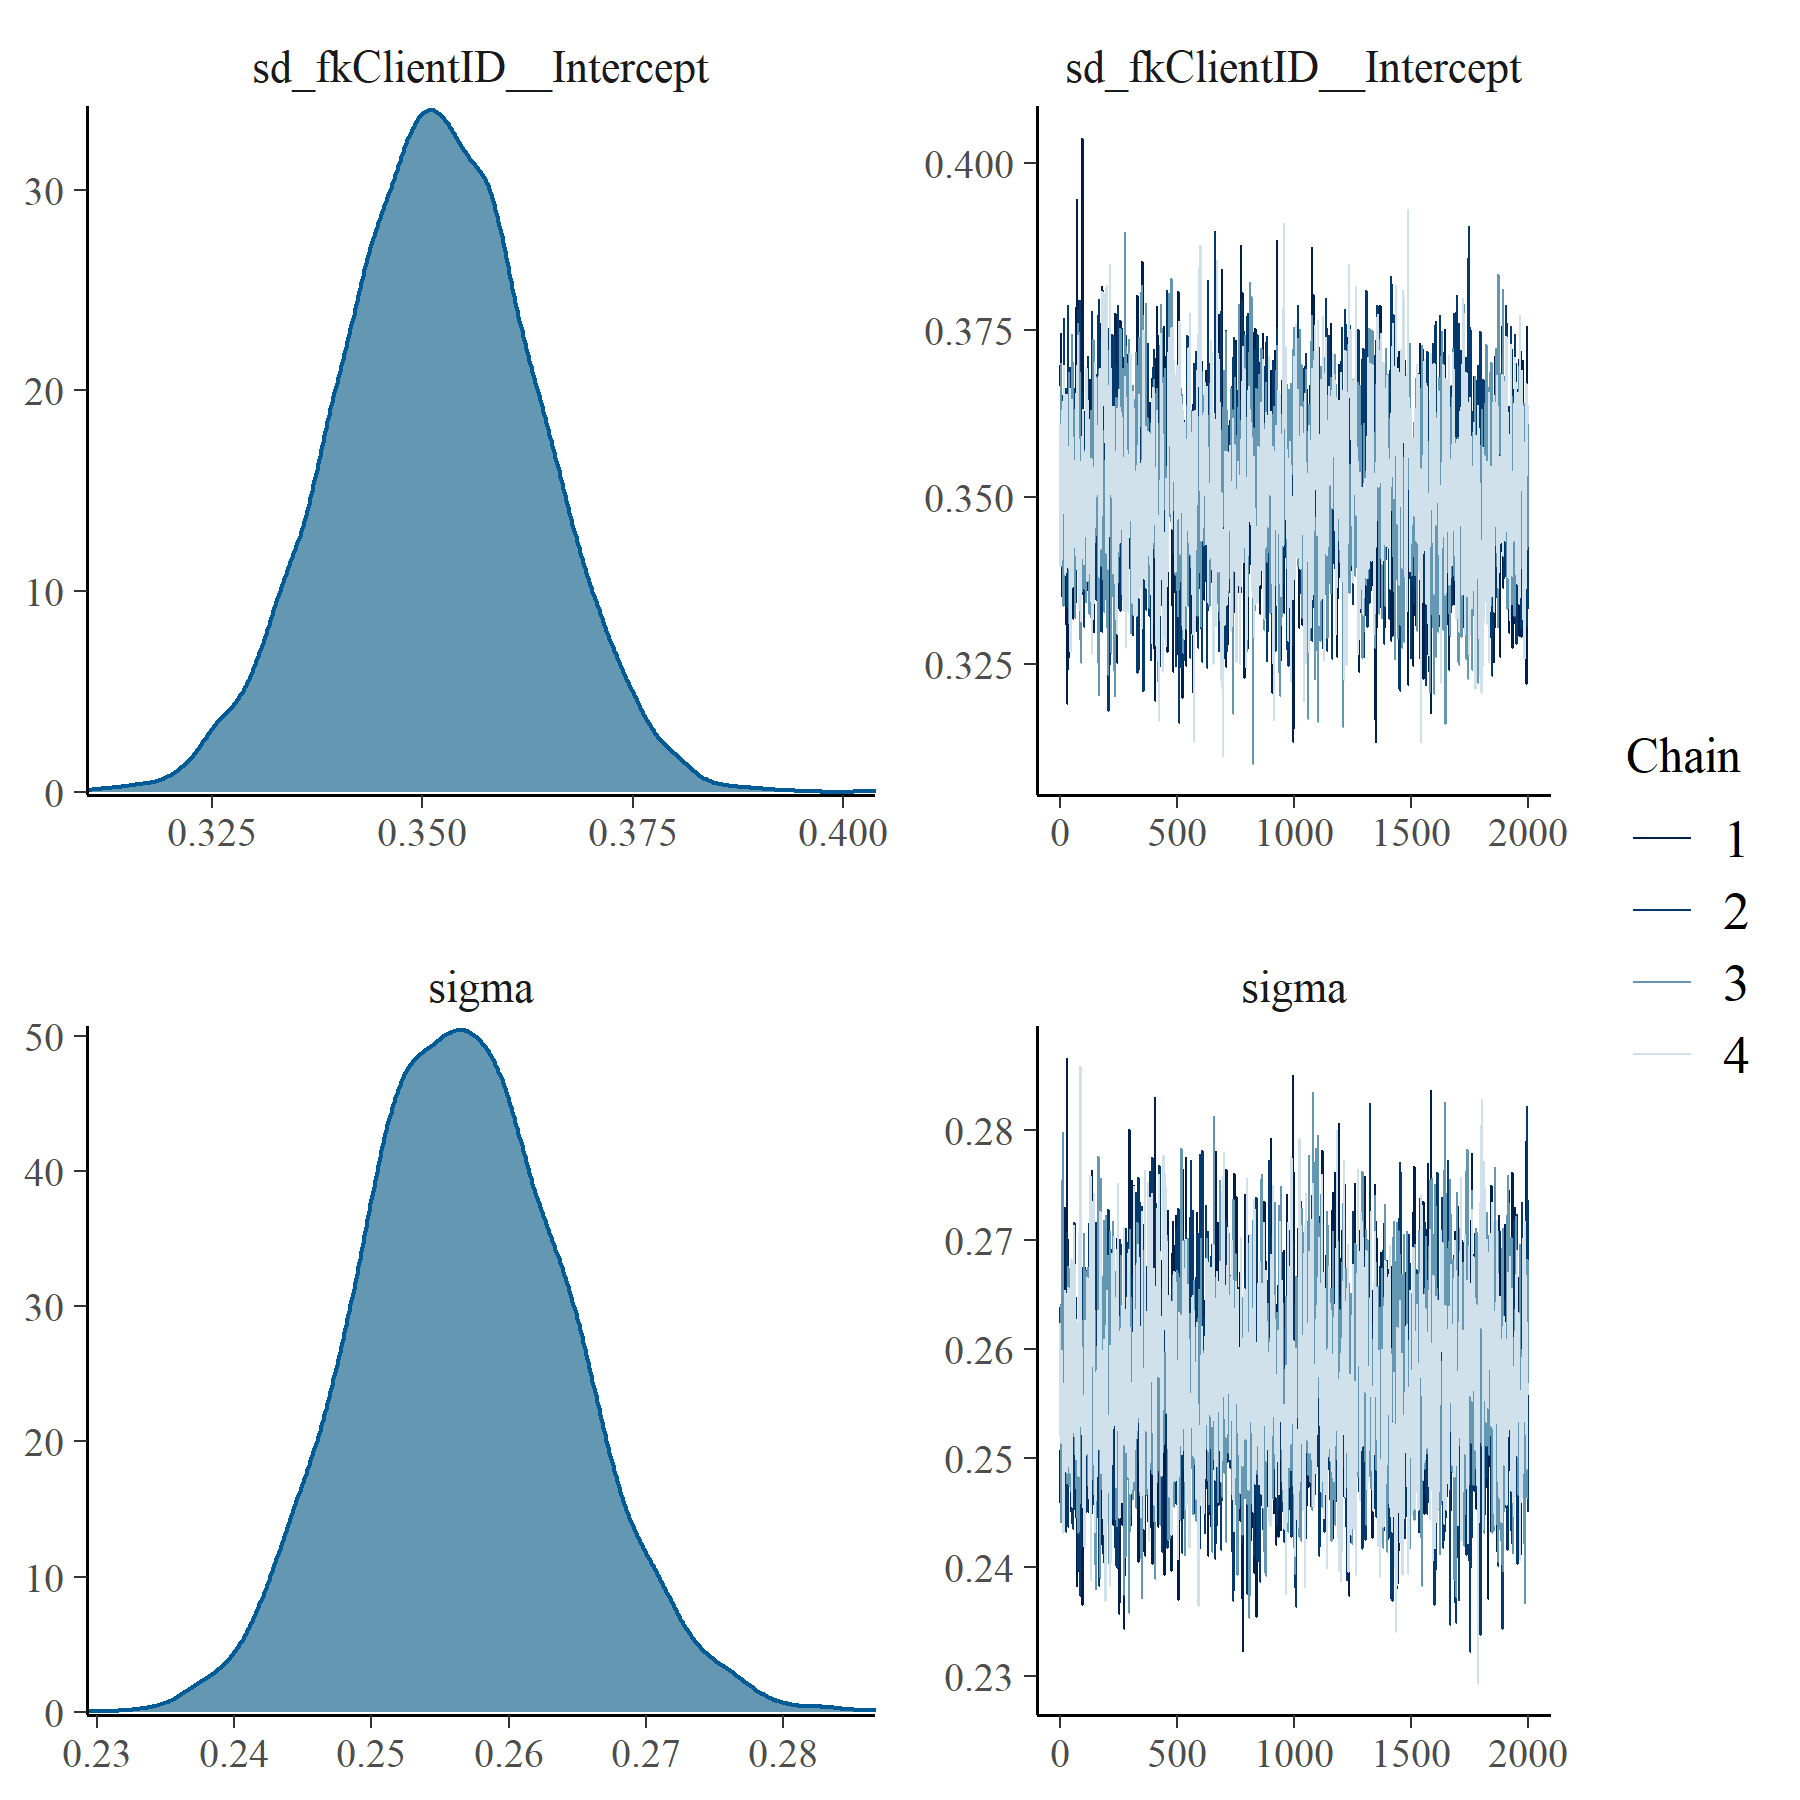 sd_fkClientID__Intercept
30
20
10
0
0.325 0.350 0.375 0.400
sd_fkClientID__Intercept
0.400
0.375
0.350
0.325
0 500 1000 1500 2000
sigma
50
40
30
20
10
0
0.23 0.24 0.25 0.26 0.27 0.28
sigma
0.28
0.27
0.26
0.25
0.24
0.23
0 500 1000 1500 2000
Chain
1
2
3
4